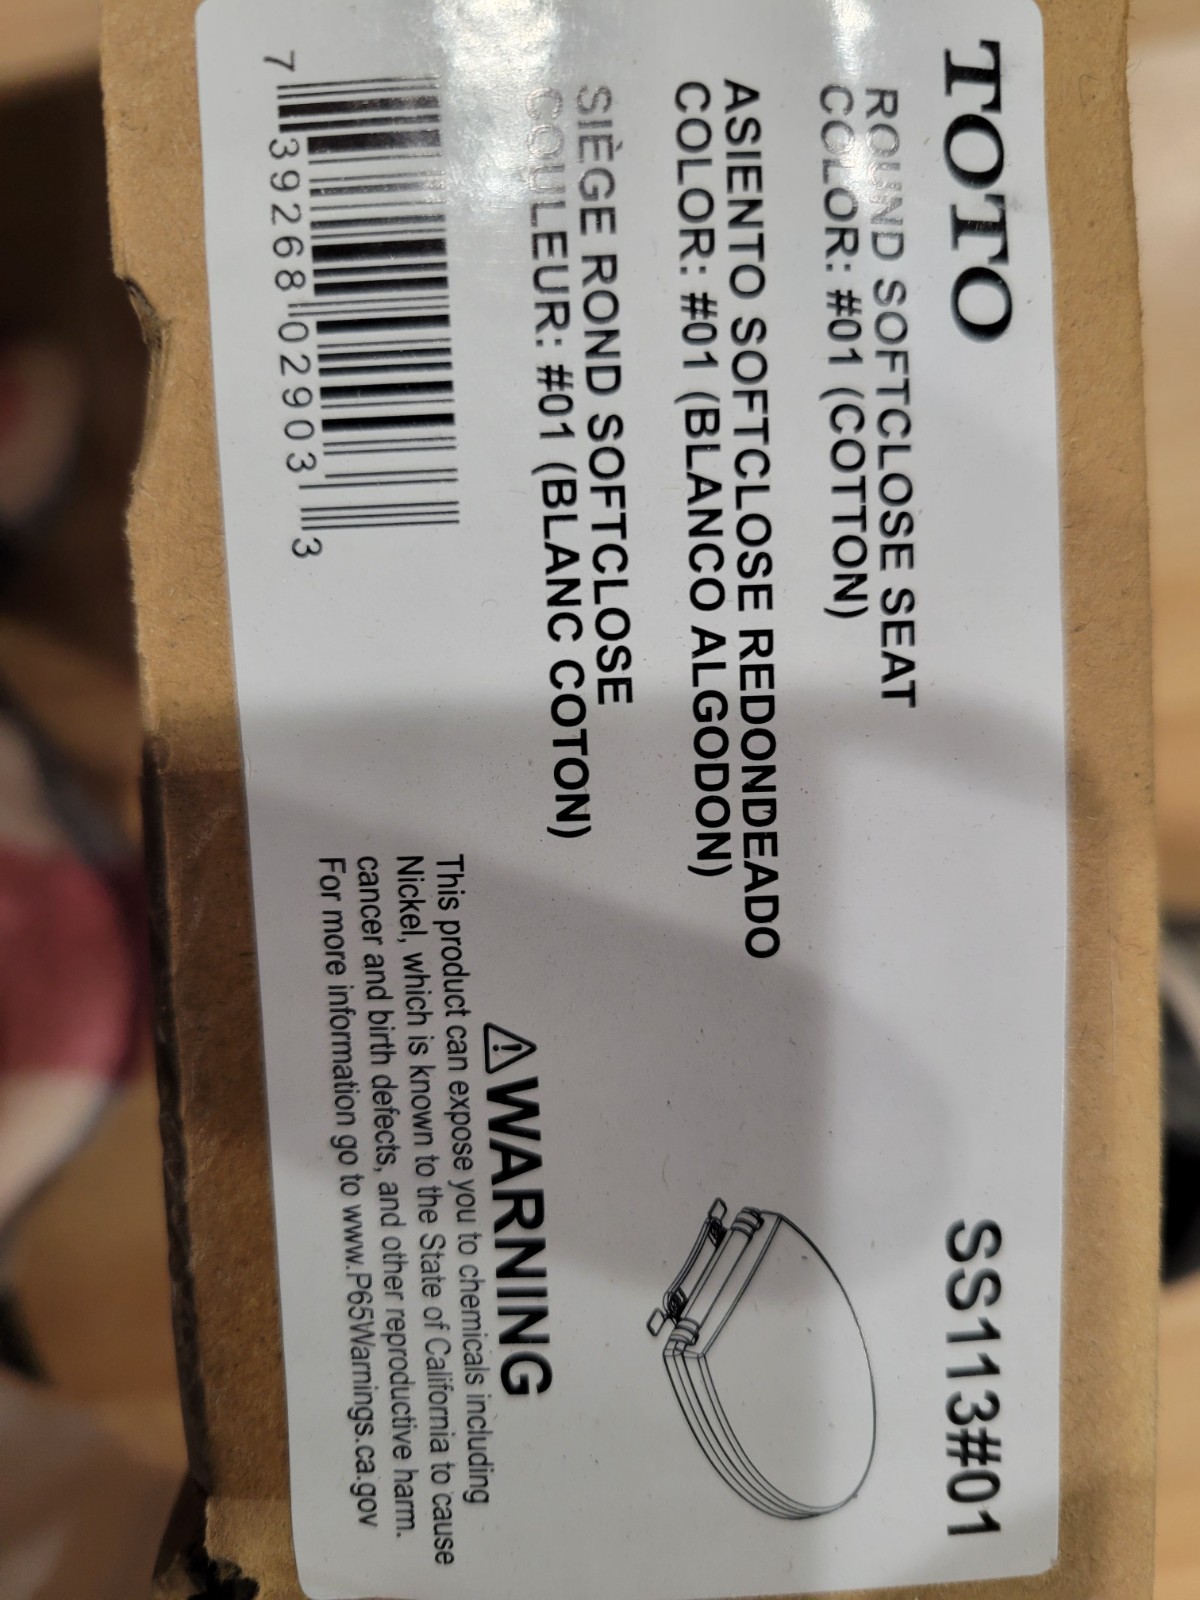 TOTO
SS113#01
ROUND SOFTCLOSE SEAT
COLOR: #01 (COTTON)
ASIENTO SOFTCLOSE REDONDEADO
COLOR: #01 (BLANCO ALGODON)
SIÈGE ROND SOFTCLOSE
COULEUR: #01 (BLANC COTON)
7 39268 02903 3
⚠WARNING
This product can expose you to chemicals including
Nickel, which is known to the State of California to cause
cancer and birth defects, and other reproductive harm.
For more information go to www.P65Warnings.ca.gov